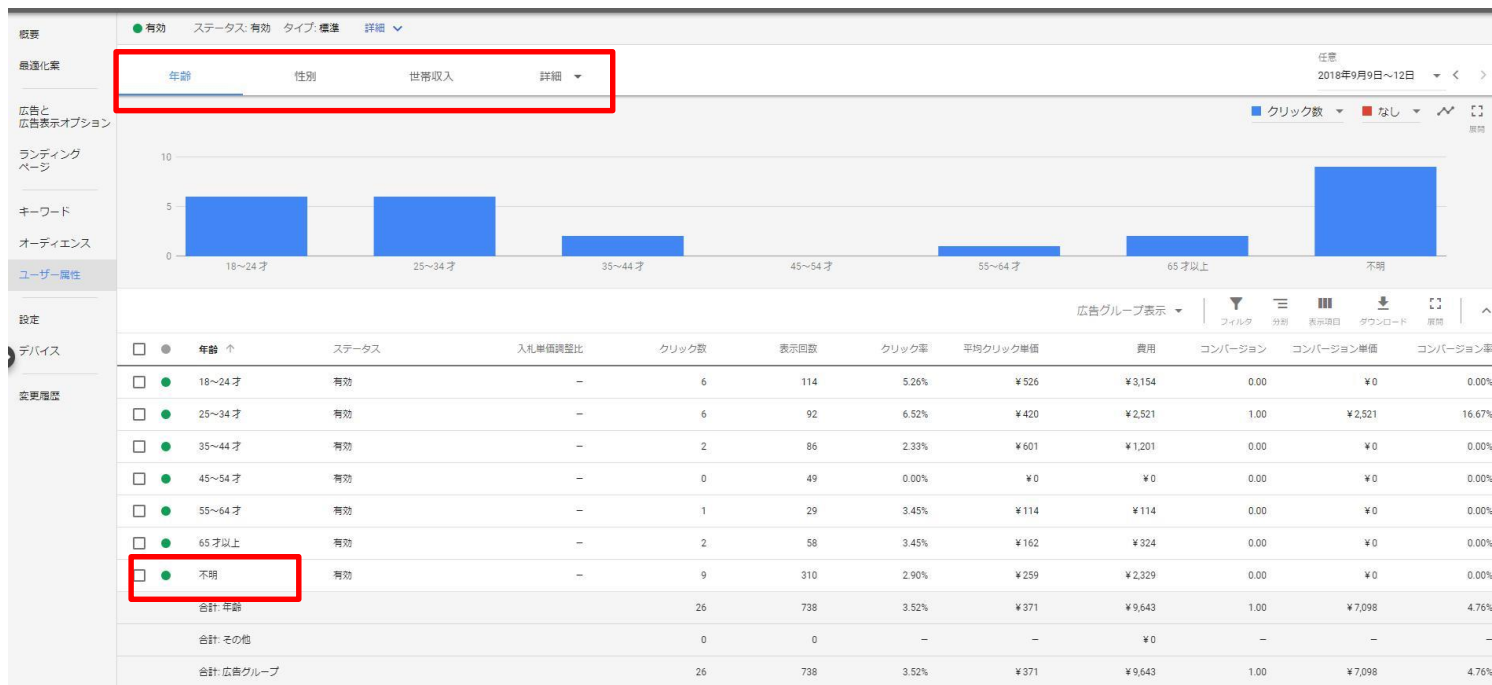 概要
最適化案
広告と
広告表示オプション
ランディング
ページ
キーワード
オーディエンス
ユーザー属性
設定
デバイス
変更履歴
有効 ステータス: 有効 タイプ: 標準 詳細
年齢 性別 世帯収入 詳細
任意
2018年9月9日～12日
クリック数 なし
展開
10
5
0
18～24才 25～34才 35～44才 45～54才 55～64才 65才以上 不明
広告グループ表示 フィルタ 分割 表示項目 ダウンロード 展開
年齢 ↑ ステータス 入札単価調整比 クリック数 表示回数 クリック率 平均クリック単価 費用 コンバージョン コンバージョン単価 コンバージョン率
18～24才 有効 – 6 114 5.26% ¥526 ¥3,154 0.00 ¥0 0.00%
25～34才 有効 – 6 92 6.52% ¥420 ¥2,521 1.00 ¥2,521 16.67%
35～44才 有効 – 2 86 2.33% ¥601 ¥1,201 0.00 ¥0 0.00%
45～54才 有効 – 0 49 0.00% ¥0 ¥0 0.00 ¥0 0.00%
55～64才 有効 – 1 29 3.45% ¥114 ¥114 0.00 ¥0 0.00%
65才以上 有効 – 2 58 3.45% ¥162 ¥324 0.00 ¥0 0.00%
不明 有効 – 9 310 2.90% ¥259 ¥2,329 0.00 ¥0 0.00%
合計: 年齢 26 738 3.52% ¥371 ¥9,643 1.00 ¥7,098 4.76%
合計: その他 0 0 – – ¥0 – – –
合計: 広告グループ 26 738 3.52% ¥371 ¥9,643 1.00 ¥7,098 4.76%